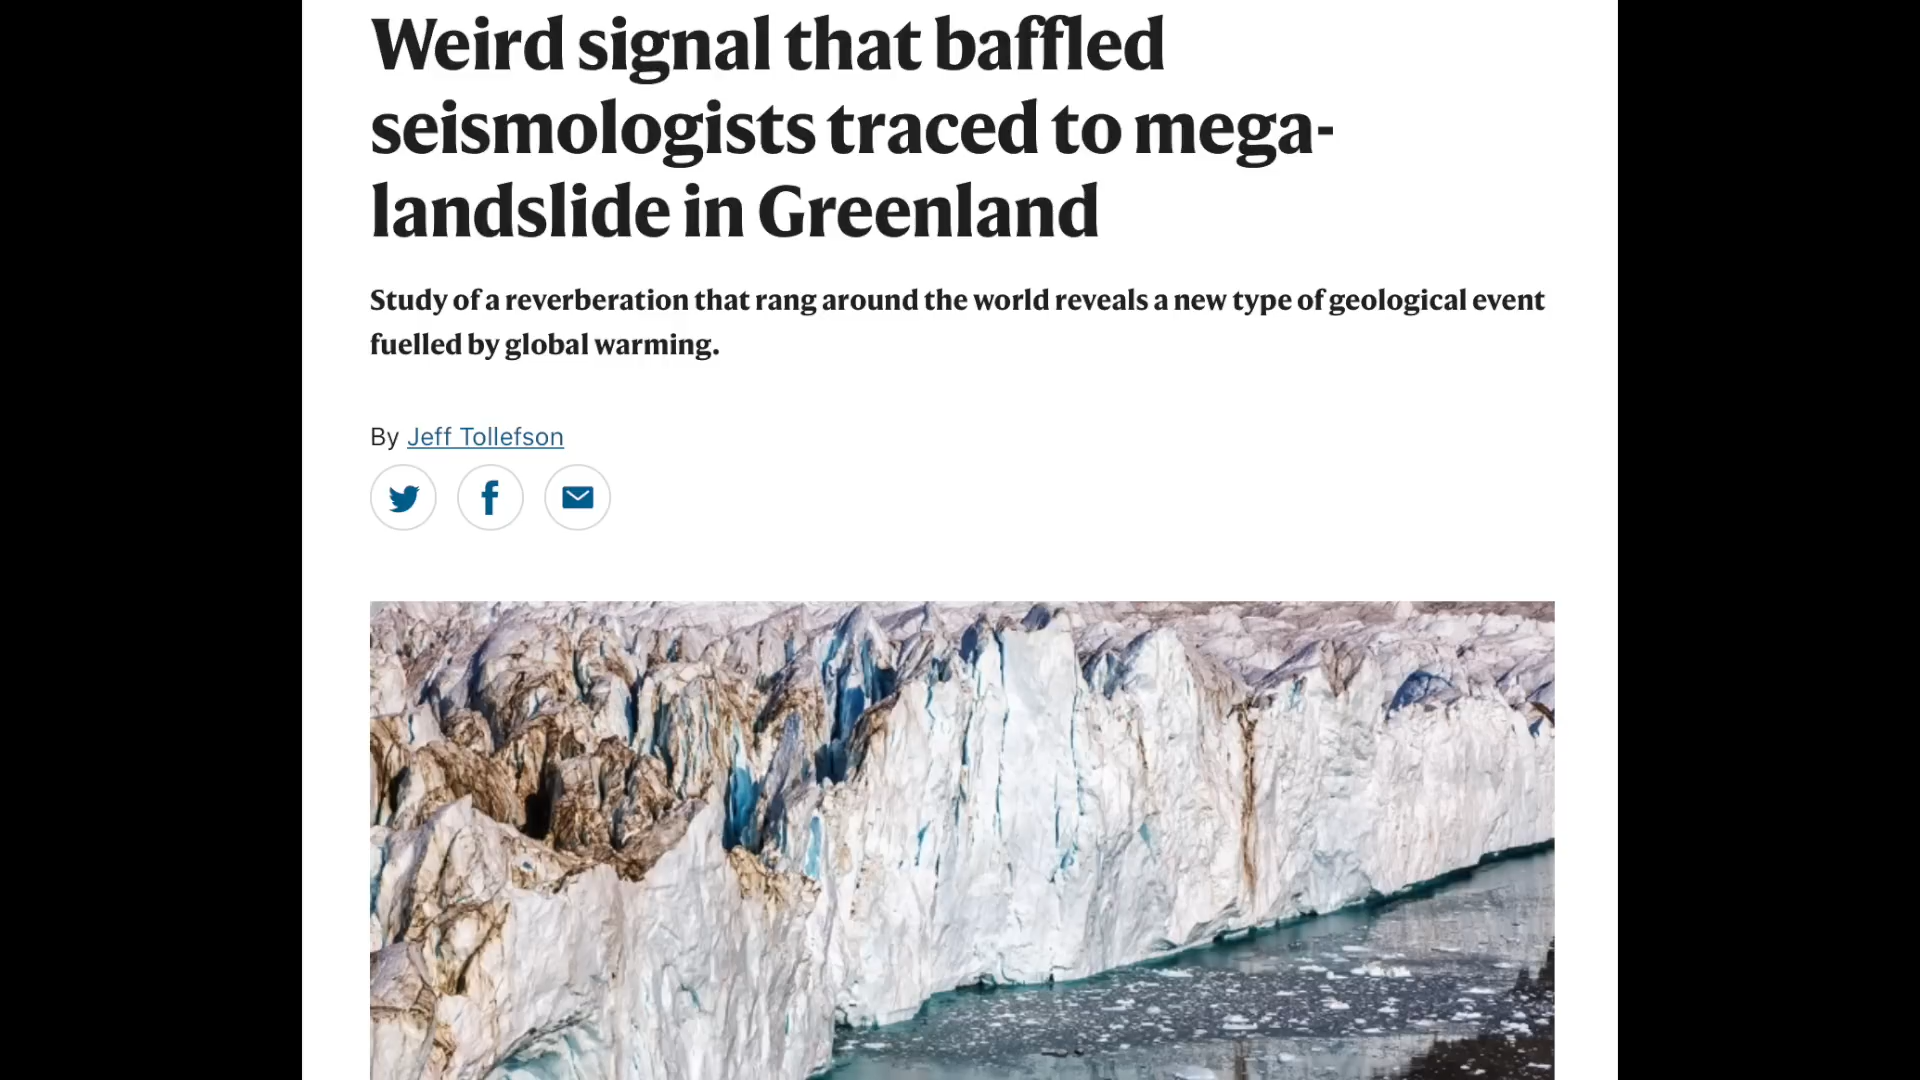 Weird signal that baffled
seismologists traced to mega-
landslide in Greenland
Study of a reverberation that rang around the world reveals a new type of geological event
fuelled by global warming.
By Jeff Tollefson